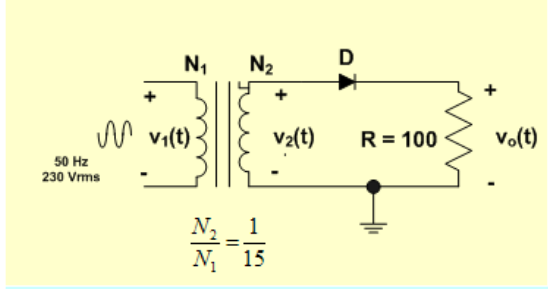 N₁ N₂ D
+ + +
v₁(t) v₂(t) R = 100 vₒ(t)
50 Hz
230 Vrms
- - -
N₂/N₁ = 1/15